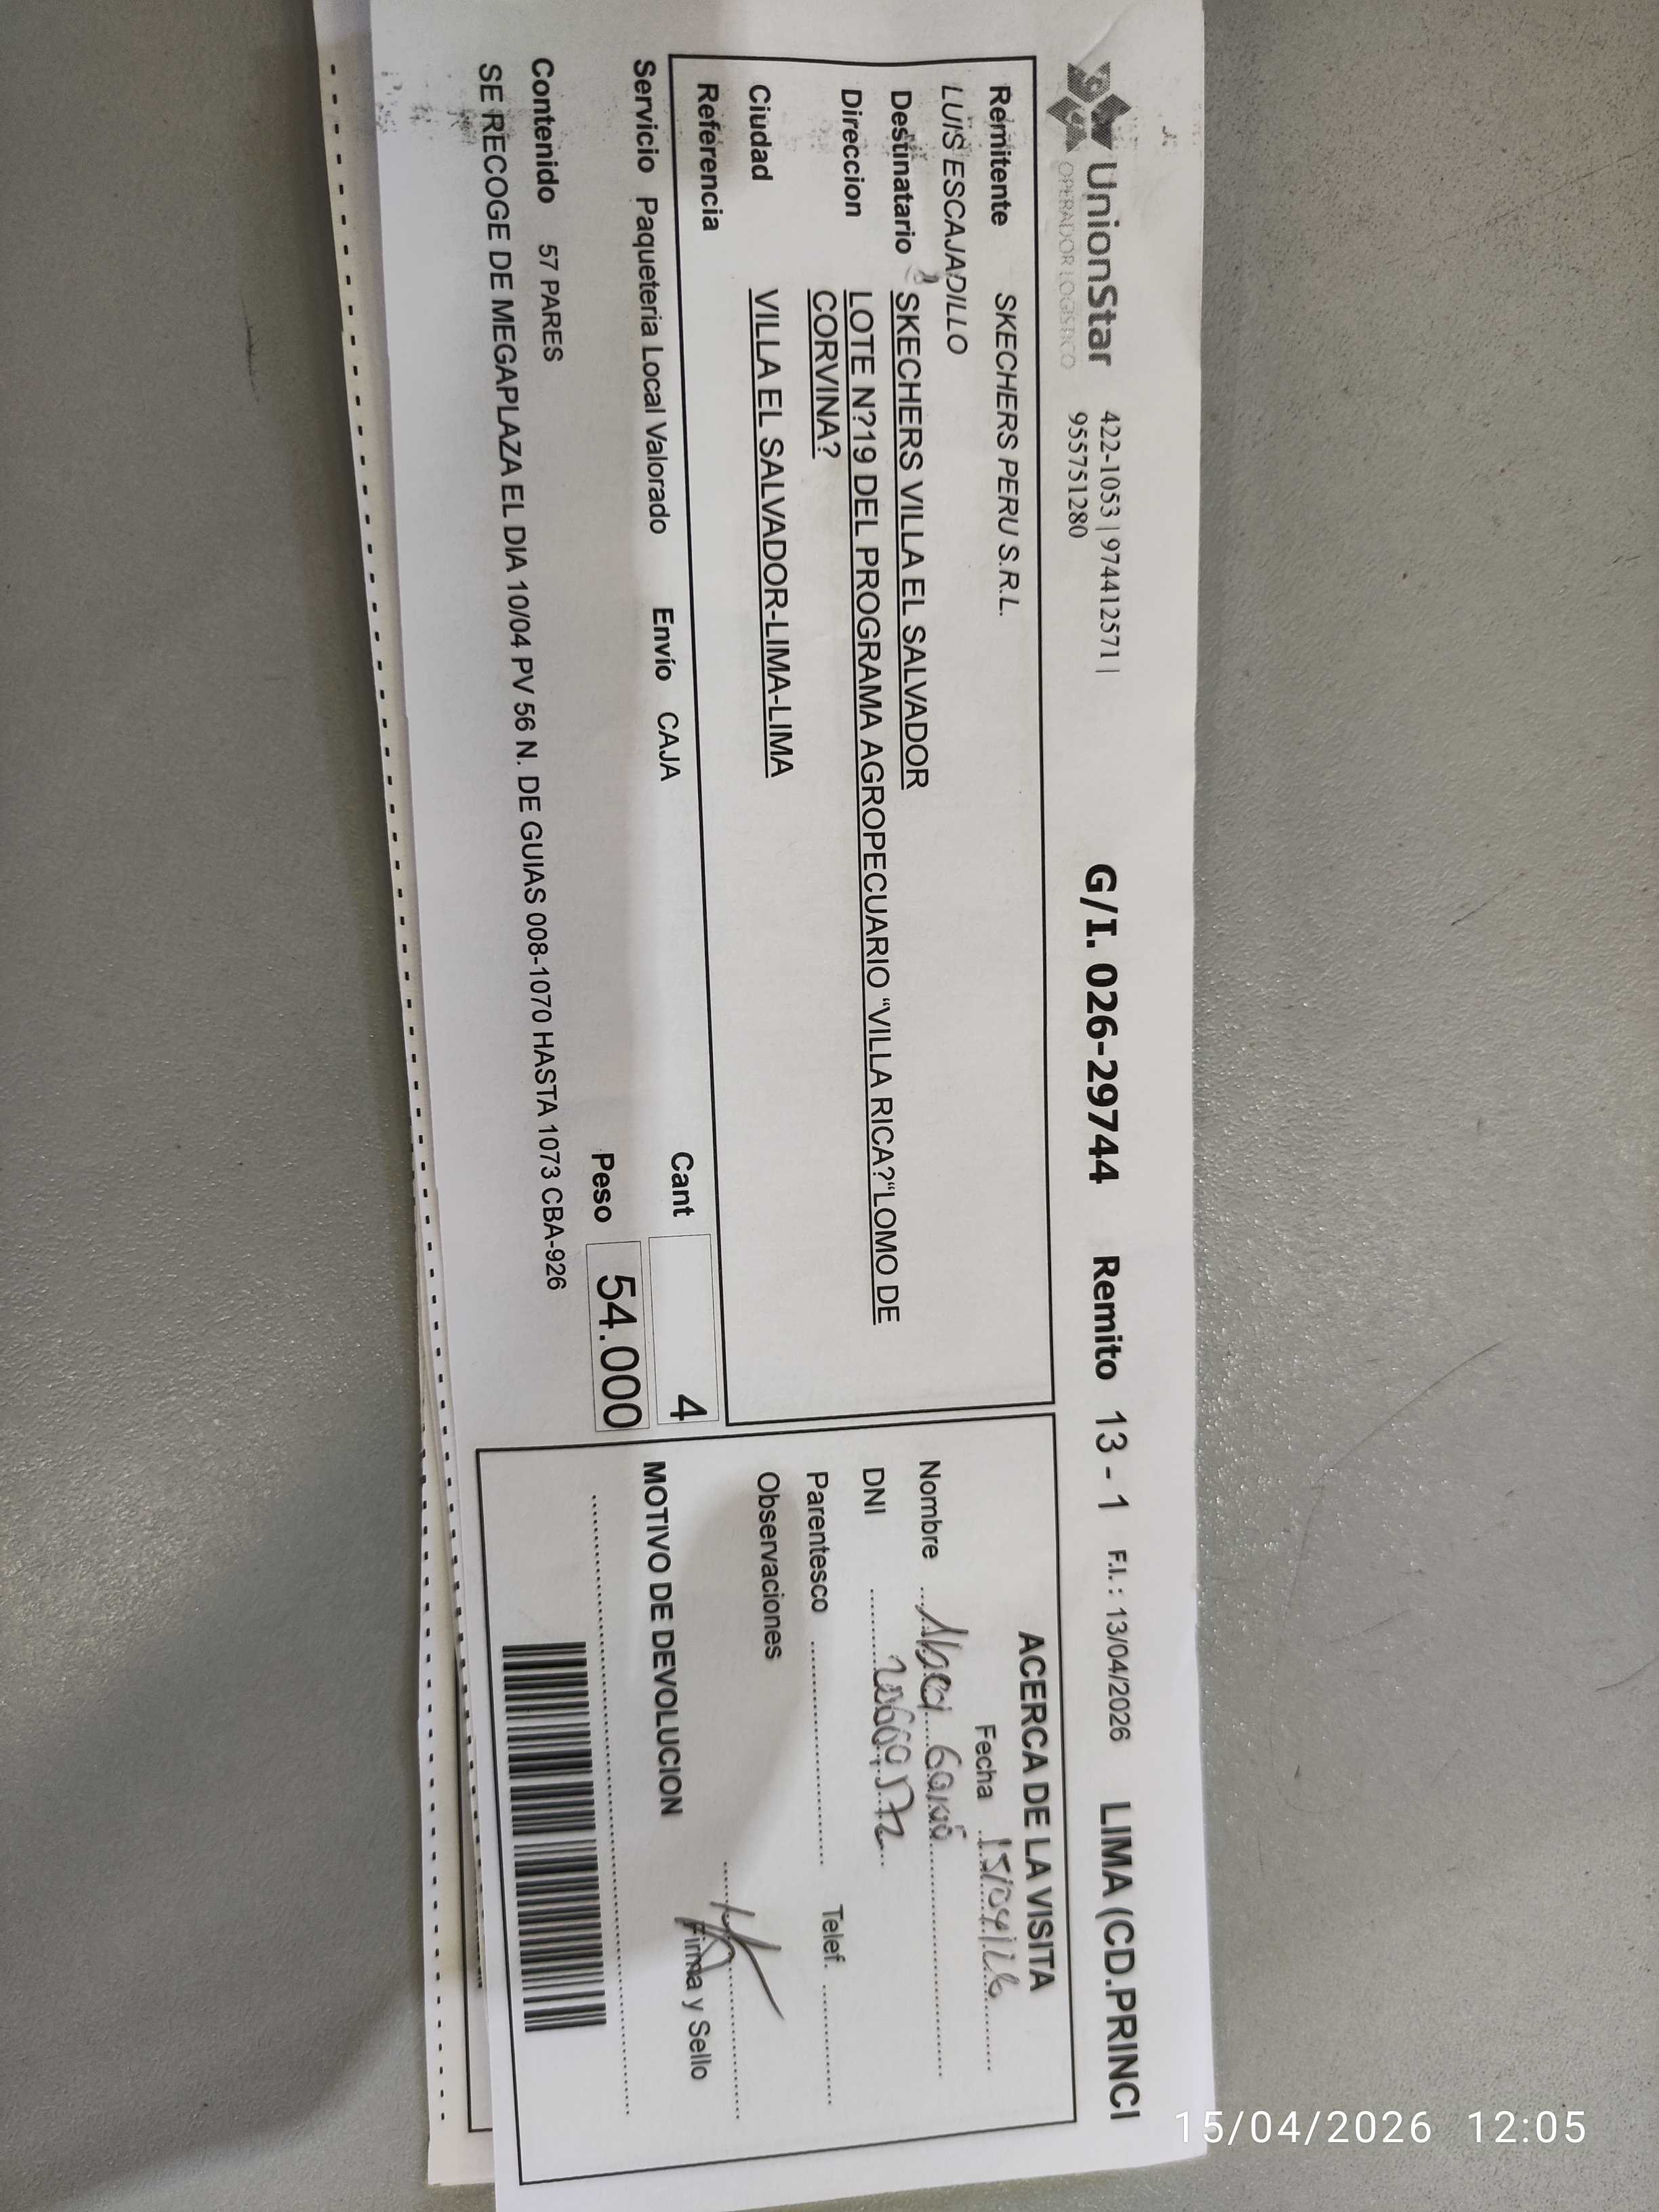 UnionStar
OPERADOR LOGISTICO
422-1053 | 974412571 |
955751280
G/I. 026-29744 Remito 13 - 1 F.I. : 13/04/2026 LIMA (CD.PRINCI
Remitente SKECHERS PERU S.R.L.
LUIS ESCAJADILLO
Destinatario SKECHERS VILLA EL SALVADOR
Direccion LOTE N?19 DEL PROGRAMA AGROPECUARIO “VILLA RICA?“LOMO DE
CORVINA?
Ciudad VILLA EL SALVADOR-LIMA-LIMA
Referencia
Servicio Paqueteria Local Valorado Envío CAJA
Cant 4
Peso 54.000
Contenido 57 PARES
SE RECOGE DE MEGAPLAZA EL DIA 10/04 PV 56 N. DE GUIAS 008-1070 HASTA 1073 CBA-926
ACERCA DE LA VISITA
Fecha 15/04/26
Nombre
DNI
Parentesco Telef.
Observaciones
Firma y Sello
MOTIVO DE DEVOLUCION
15/04/2026 12:05